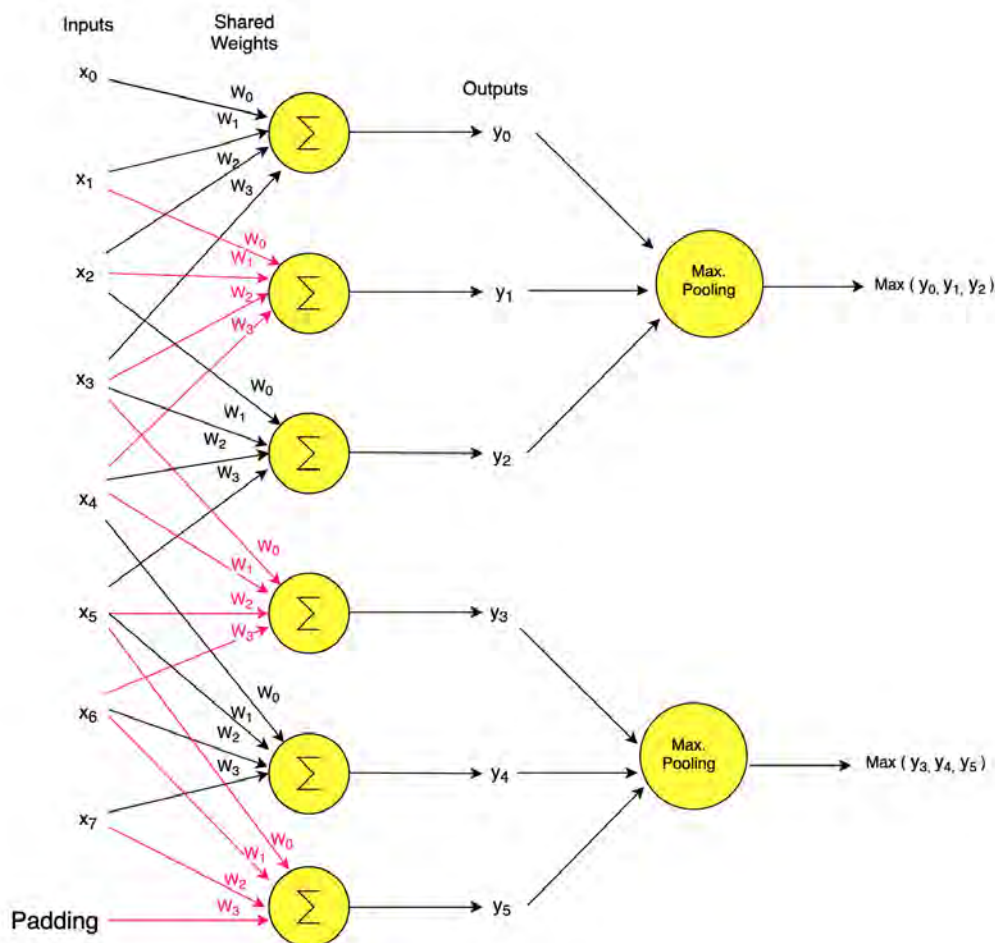 Inputs
Shared
Weights
x₀
W₀
W₁
W₂
W₃
Σ
Outputs
y₀
x₁
W₀
W₁
W₂
W₃
Σ
y₁
Max.
Pooling
Max ( y₀, y₁, y₂ )
x₂
x₃
W₀
W₁
W₂
W₃
Σ
y₂
x₄
W₀
W₁
W₂
W₃
Σ
y₃
x₅
x₆
W₀
W₁
W₂
W₃
Σ
y₄
Max.
Pooling
Max ( y₃, y₄, y₅ )
x₇
W₀
W₁
W₂
W₃
Σ
y₅
Padding